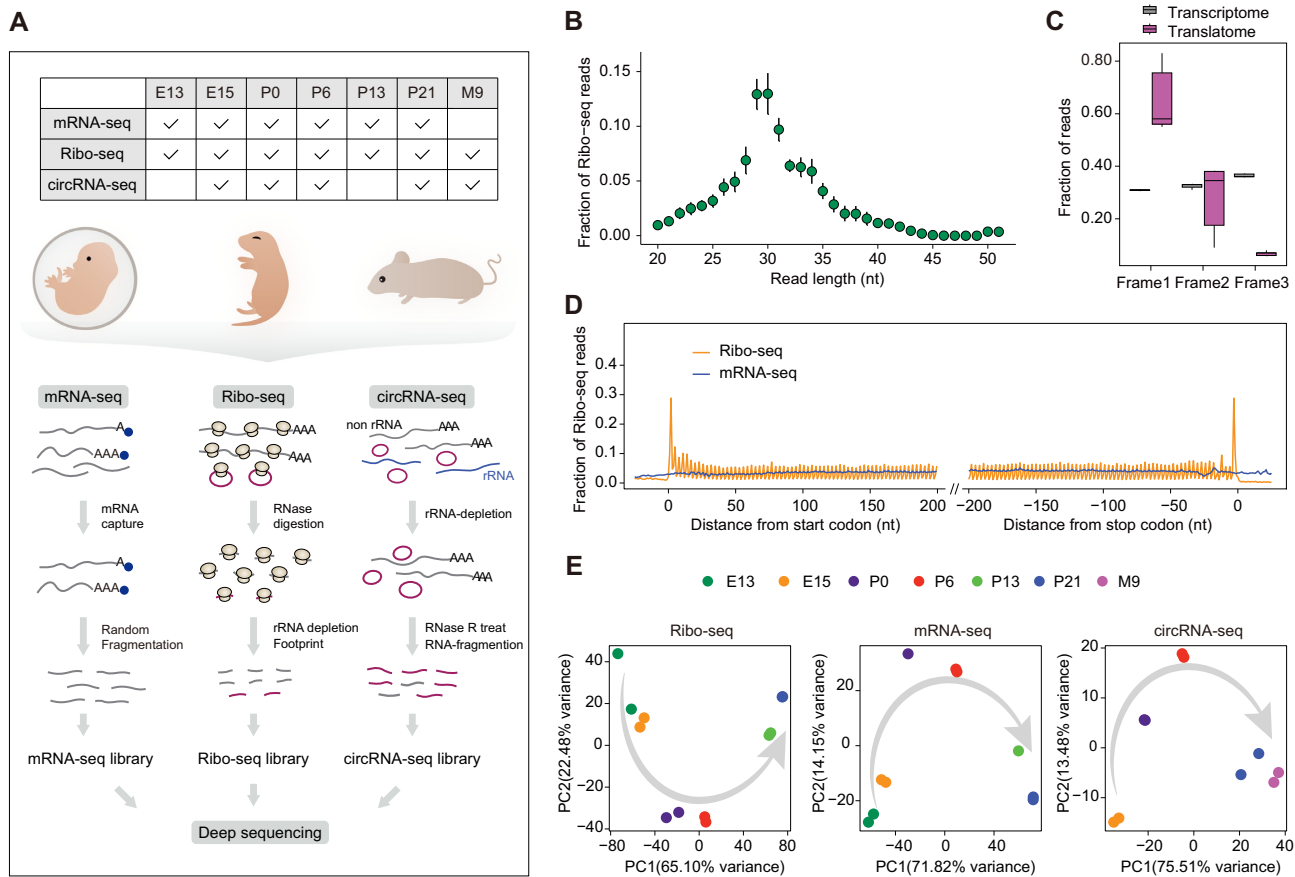 A
E13 E15 P0 P6 P13 P21 M9
mRNA-seq ✓ ✓ ✓ ✓ ✓ ✓
Ribo-seq ✓ ✓ ✓ ✓ ✓ ✓ ✓
circRNA-seq ✓ ✓ ✓ ✓ ✓
mRNA-seq Ribo-seq circRNA-seq
A
AAA
AAA
AAA
non rRNA
AAA
AAA
rRNA
mRNA
capture
RNase
digestion
rRNA-depletion
A
AAA
AAA
AAA
Random
Fragmentation
rRNA depletion
Footprint
RNase R treat
RNA-fragmention
mRNA-seq library Ribo-seq library circRNA-seq library
Deep sequencing
B
Fraction of Ribo−seq reads
0.15
0.10
0.05
0.00
20 25 30 35 40 45 50
Read length (nt)
C
Transcriptome
Translatome
Fraction of reads
0.80
0.60
0.40
0.20
Frame1 Frame2 Frame3
D
Fraction of Ribo-seq reads
0.4
0.3
0.2
0.1
0.0
Ribo-seq
mRNA-seq
0 50 100 150 200 // −200 −150 −100 −50 0
Distance from start codon (nt) Distance from stop codon (nt)
E
E13 E15 P0 P6 P13 P21 M9
Ribo-seq
PC2(22.48% variance)
40
20
0
−20
−40
−80 −40 0 40 80
PC1(65.10% variance)
mRNA-seq
PC2(14.15% variance)
20
0
−20
−40 0 40
PC1(71.82% variance)
circRNA-seq
PC2(13.48% variance)
20
10
0
−10
−20 0 20 40
PC1(75.51% variance)